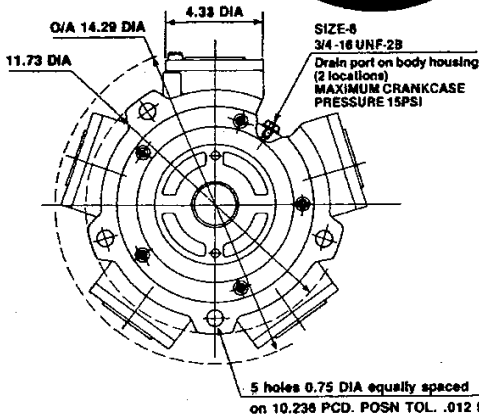 4.33 DIA
O/A 14.29 DIA
11.73 DIA
SIZE-8
3/4-16 UNF-2B
Drain port on body housing
(2 locations)
MAXIMUM CRANKCASE
PRESSURE 15PSI
5 holes 0.75 DIA equally spaced
on 10.236 PCD. POSN TOL. .012